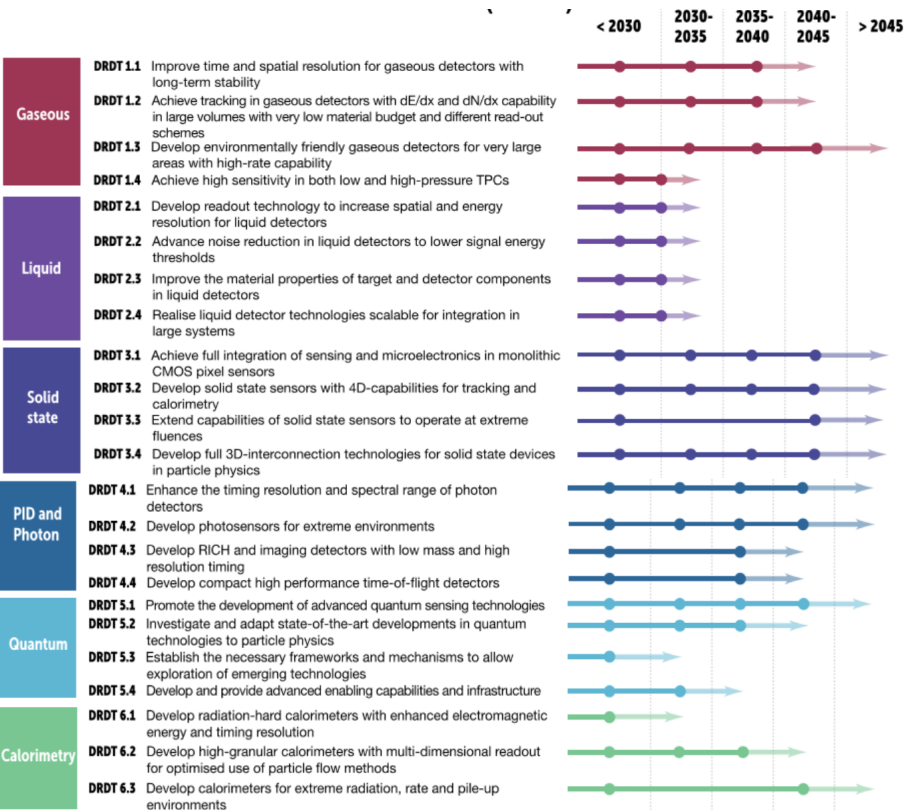 < 2030
2030-
2035
2035-
2040
2040-
2045
> 2045
Gaseous
DRDT 1.1 Improve time and spatial resolution for gaseous detectors with
long-term stability
DRDT 1.2 Achieve tracking in gaseous detectors with dE/dx and dN/dx capability
in large volumes with very low material budget and different read-out
schemes
DRDT 1.3 Develop environmentally friendly gaseous detectors for very large
areas with high-rate capability
DRDT 1.4 Achieve high sensitivity in both low and high-pressure TPCs
Liquid
DRDT 2.1 Develop readout technology to increase spatial and energy
resolution for liquid detectors
DRDT 2.2 Advance noise reduction in liquid detectors to lower signal energy
thresholds
DRDT 2.3 Improve the material properties of target and detector components
in liquid detectors
DRDT 2.4 Realise liquid detector technologies scalable for integration in
large systems
Solid
state
DRDT 3.1 Achieve full integration of sensing and microelectronics in monolithic
CMOS pixel sensors
DRDT 3.2 Develop solid state sensors with 4D-capabilities for tracking and
calorimetry
DRDT 3.3 Extend capabilities of solid state sensors to operate at extreme
fluences
DRDT 3.4 Develop full 3D-interconnection technologies for solid state devices
in particle physics
PID and
Photon
DRDT 4.1 Enhance the timing resolution and spectral range of photon
detectors
DRDT 4.2 Develop photosensors for extreme environments
DRDT 4.3 Develop RICH and imaging detectors with low mass and high
resolution timing
DRDT 4.4 Develop compact high performance time-of-flight detectors
Quantum
DRDT 5.1 Promote the development of advanced quantum sensing technologies
DRDT 5.2 Investigate and adapt state-of-the-art developments in quantum
technologies to particle physics
DRDT 5.3 Establish the necessary frameworks and mechanisms to allow
exploration of emerging technologies
DRDT 5.4 Develop and provide advanced enabling capabilities and infrastructure
Calorimetry
DRDT 6.1 Develop radiation-hard calorimeters with enhanced electromagnetic
energy and timing resolution
DRDT 6.2 Develop high-granular calorimeters with multi-dimensional readout
for optimised use of particle flow methods
DRDT 6.3 Develop calorimeters for extreme radiation, rate and pile-up
environments